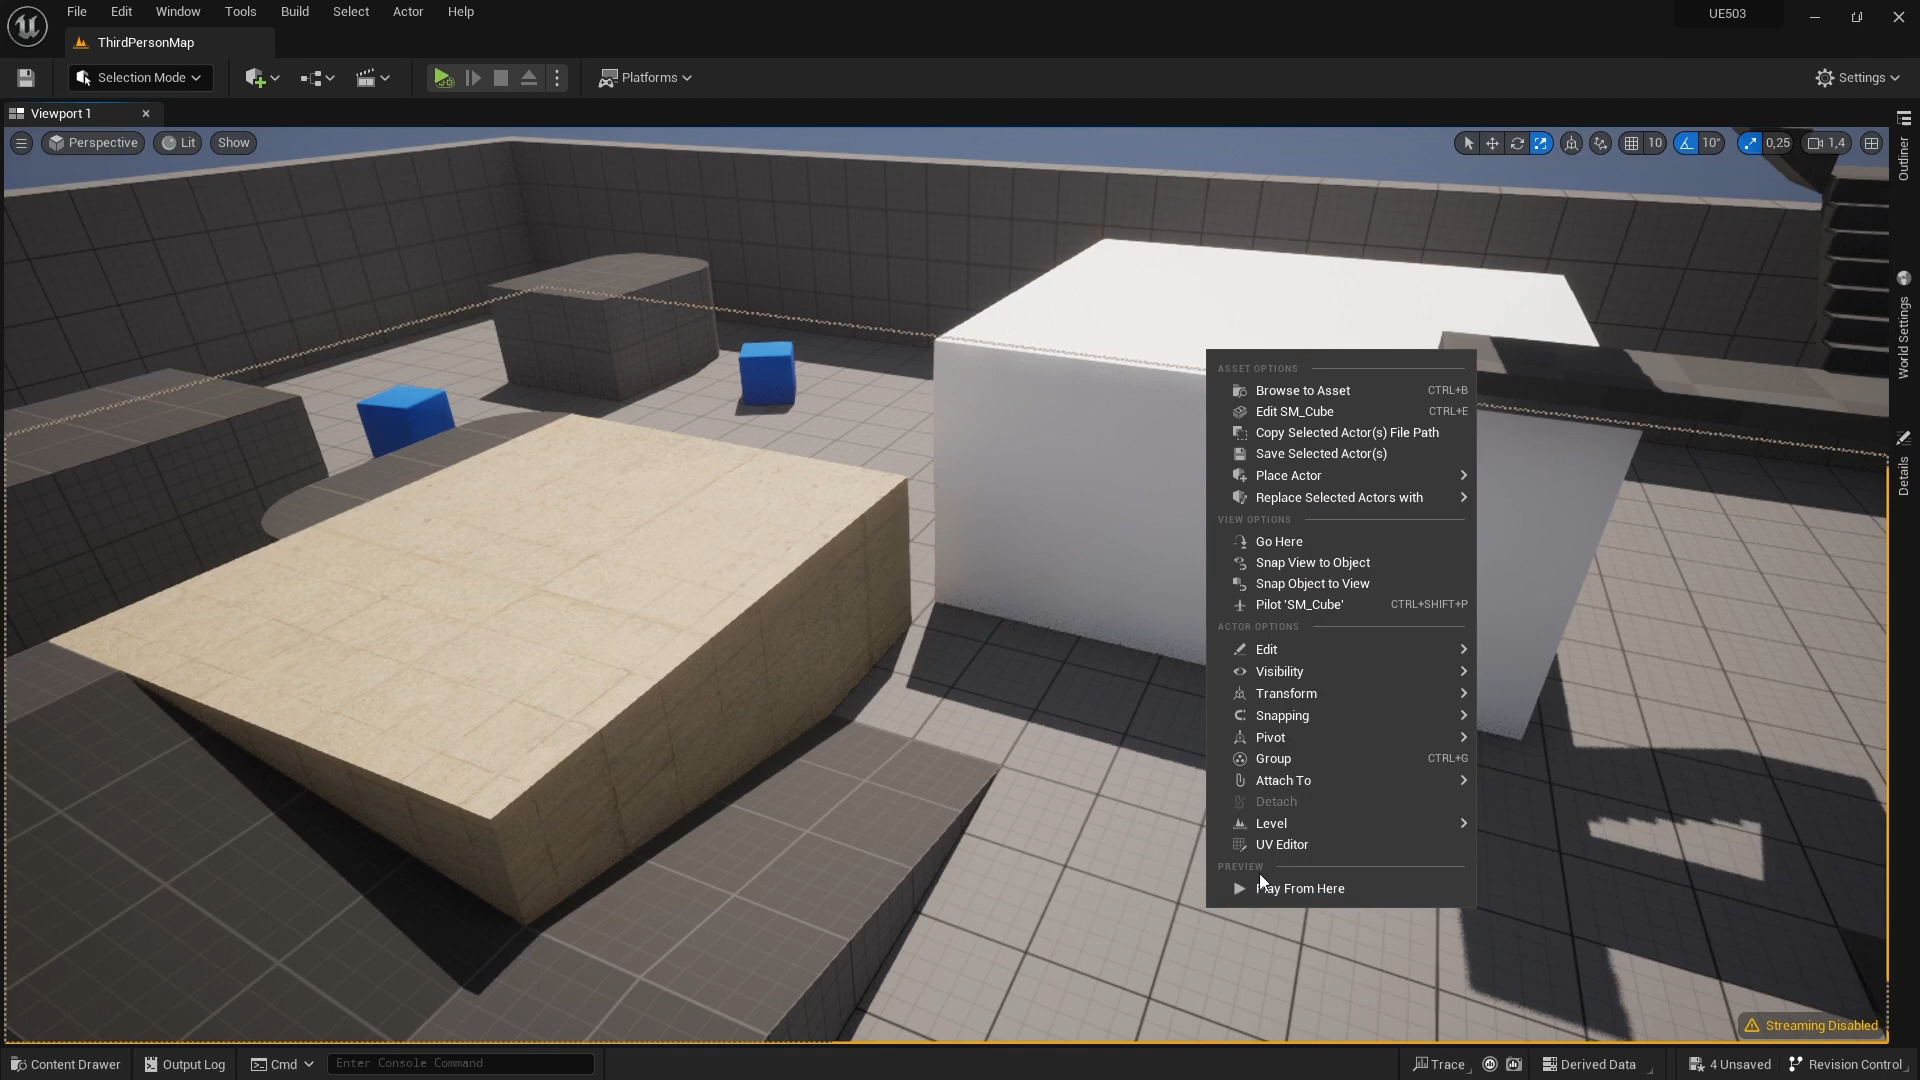 File Edit Window Tools Build Select Actor Help
UE503
ThirdPersonMap
Selection Mode
Platforms
Settings
Viewport 1
Perspective Lit Show
10 10° 0,25 1,4
Outliner
World Settings
Details
ASSET OPTIONS
Browse to Asset CTRL+B
Edit SM_Cube CTRL+E
Copy Selected Actor(s) File Path
Save Selected Actor(s)
Place Actor
Replace Selected Actors with
VIEW OPTIONS
Go Here
Snap View to Object
Snap Object to View
Pilot 'SM_Cube' CTRL+SHIFT+P
ACTOR OPTIONS
Edit
Visibility
Transform
Snapping
Pivot
Group CTRL+G
Attach To
Detach
Level
UV Editor
PREVIEW
Play From Here
Streaming Disabled
Content Drawer Output Log Cmd Enter Console Command Trace Derived Data 4 Unsaved Revision Control